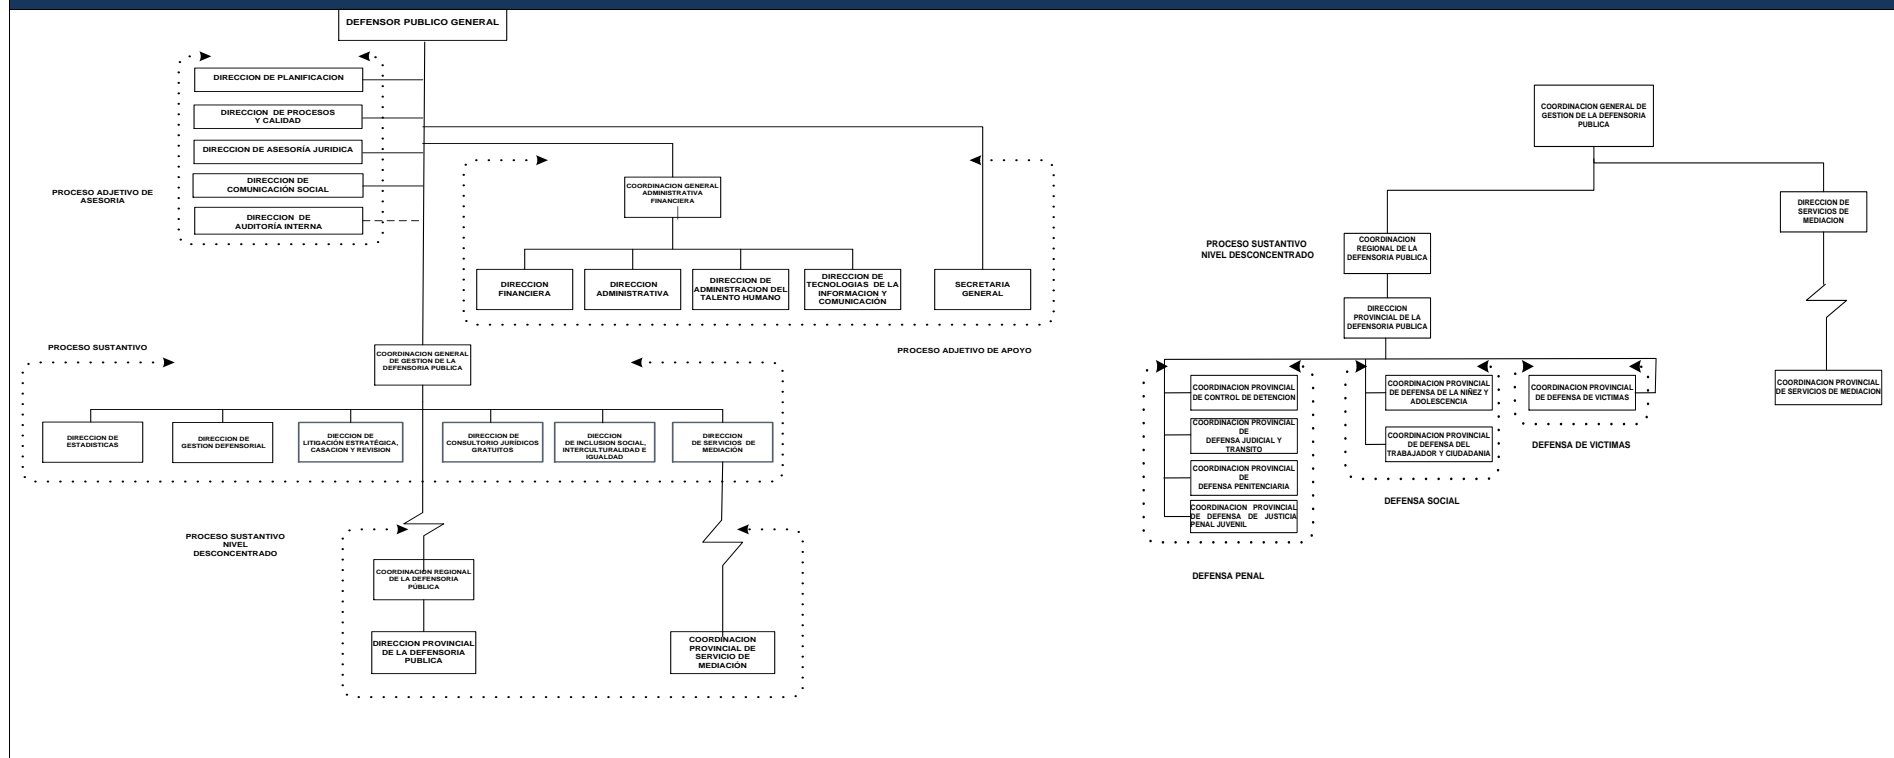 DEFENSOR PUBLICO GENERAL
DIRECCION DE PLANIFICACION
DIRECCION DE PROCESOS
Y CALIDAD
DIRECCION DE ASESORÍA JURIDICA
DIRECCION DE
COMUNICACIÓN SOCIAL
DIRECCION DE
AUDITORÍA INTERNA
PROCESO ADJETIVO DE
ASESORIA
COORDINACION GENERAL
ADMINISTRATIVA
FINANCIERA
DIRECCION
FINANCIERA
DIRECCION
ADMINISTRATIVA
DIRECCION DE
ADMINISTRACION DEL
TALENTO HUMANO
DIRECCION DE
TECNOLOGIAS DE LA
INFORMACION Y
COMUNICACIÓN
SECRETARIA
GENERAL
PROCESO ADJETIVO DE APOYO
PROCESO SUSTANTIVO
COORDINACION GENERAL
DE GESTION DE LA
DEFENSORIA PUBLICA
DIRECCION DE
ESTADISTICAS
DIRECCION DE
GESTION DEFENSORIAL
DIECCION DE
LITIGACIÓN ESTRATÉGICA,
CASACION Y REVISION
DIRECCION DE
CONSULTORIO JURÍDICOS
GRATUITOS
DIECCION
DE INCLUSION SOCIAL,
INTERCULTURALIDAD E
IGUALDAD
DIRECCION
DE SERVICIOS DE
MEDIACIÓN
PROCESO SUSTANTIVO
NIVEL
DESCONCENTRADO
COORDINACION REGIONAL
DE LA DEFENSORIA
PÚBLICA
DIRECCION PROVINCIAL
DE LA DEFENSORIA
PUBLICA
COORDINACION
PROVINCIAL DE
SERVICIO DE
MEDIACIÓN
COORDINACION GENERAL DE
GESTION DE LA DEFENSORIA
PUBLICA
DIRECCION DE
SERVICIOS DE
MEDIACION
PROCESO SUSTANTIVO
NIVEL DESCONCENTRADO
COORDINACION
REGIONAL DE LA
DEFENSORIA PUBLICA
DIRECCION
PROVINCIAL DE LA
DEFENSORIA PUBLICA
COORDINACION PROVINCIAL
DE SERVICIOS DE MEDIACION
COORDINACION PROVINCIAL
DE CONTROL DE DETENCION
COORDINACION PROVINCIAL
DE
DEFENSA JUDICIAL Y
TRANSITO
COORDINACION PROVINCIAL
DE
DEFENSA PENITENCIARIA
COORDINACION PROVINCIAL
DE DEFENSA DE JUSTICIA
PENAL JUVENIL
DEFENSA PENAL
COORDINACION PROVINCIAL
DE DEFENSA DE LA NIÑEZ Y
ADOLESCENCIA
COORDINACION PROVINCIAL
DE DEFENSA DEL
TRABAJADOR Y CIUDADANIA
DEFENSA SOCIAL
COORDINACION PROVINCIAL
DE DEFENSA DE VICTIMAS
DEFENSA DE VICTIMAS